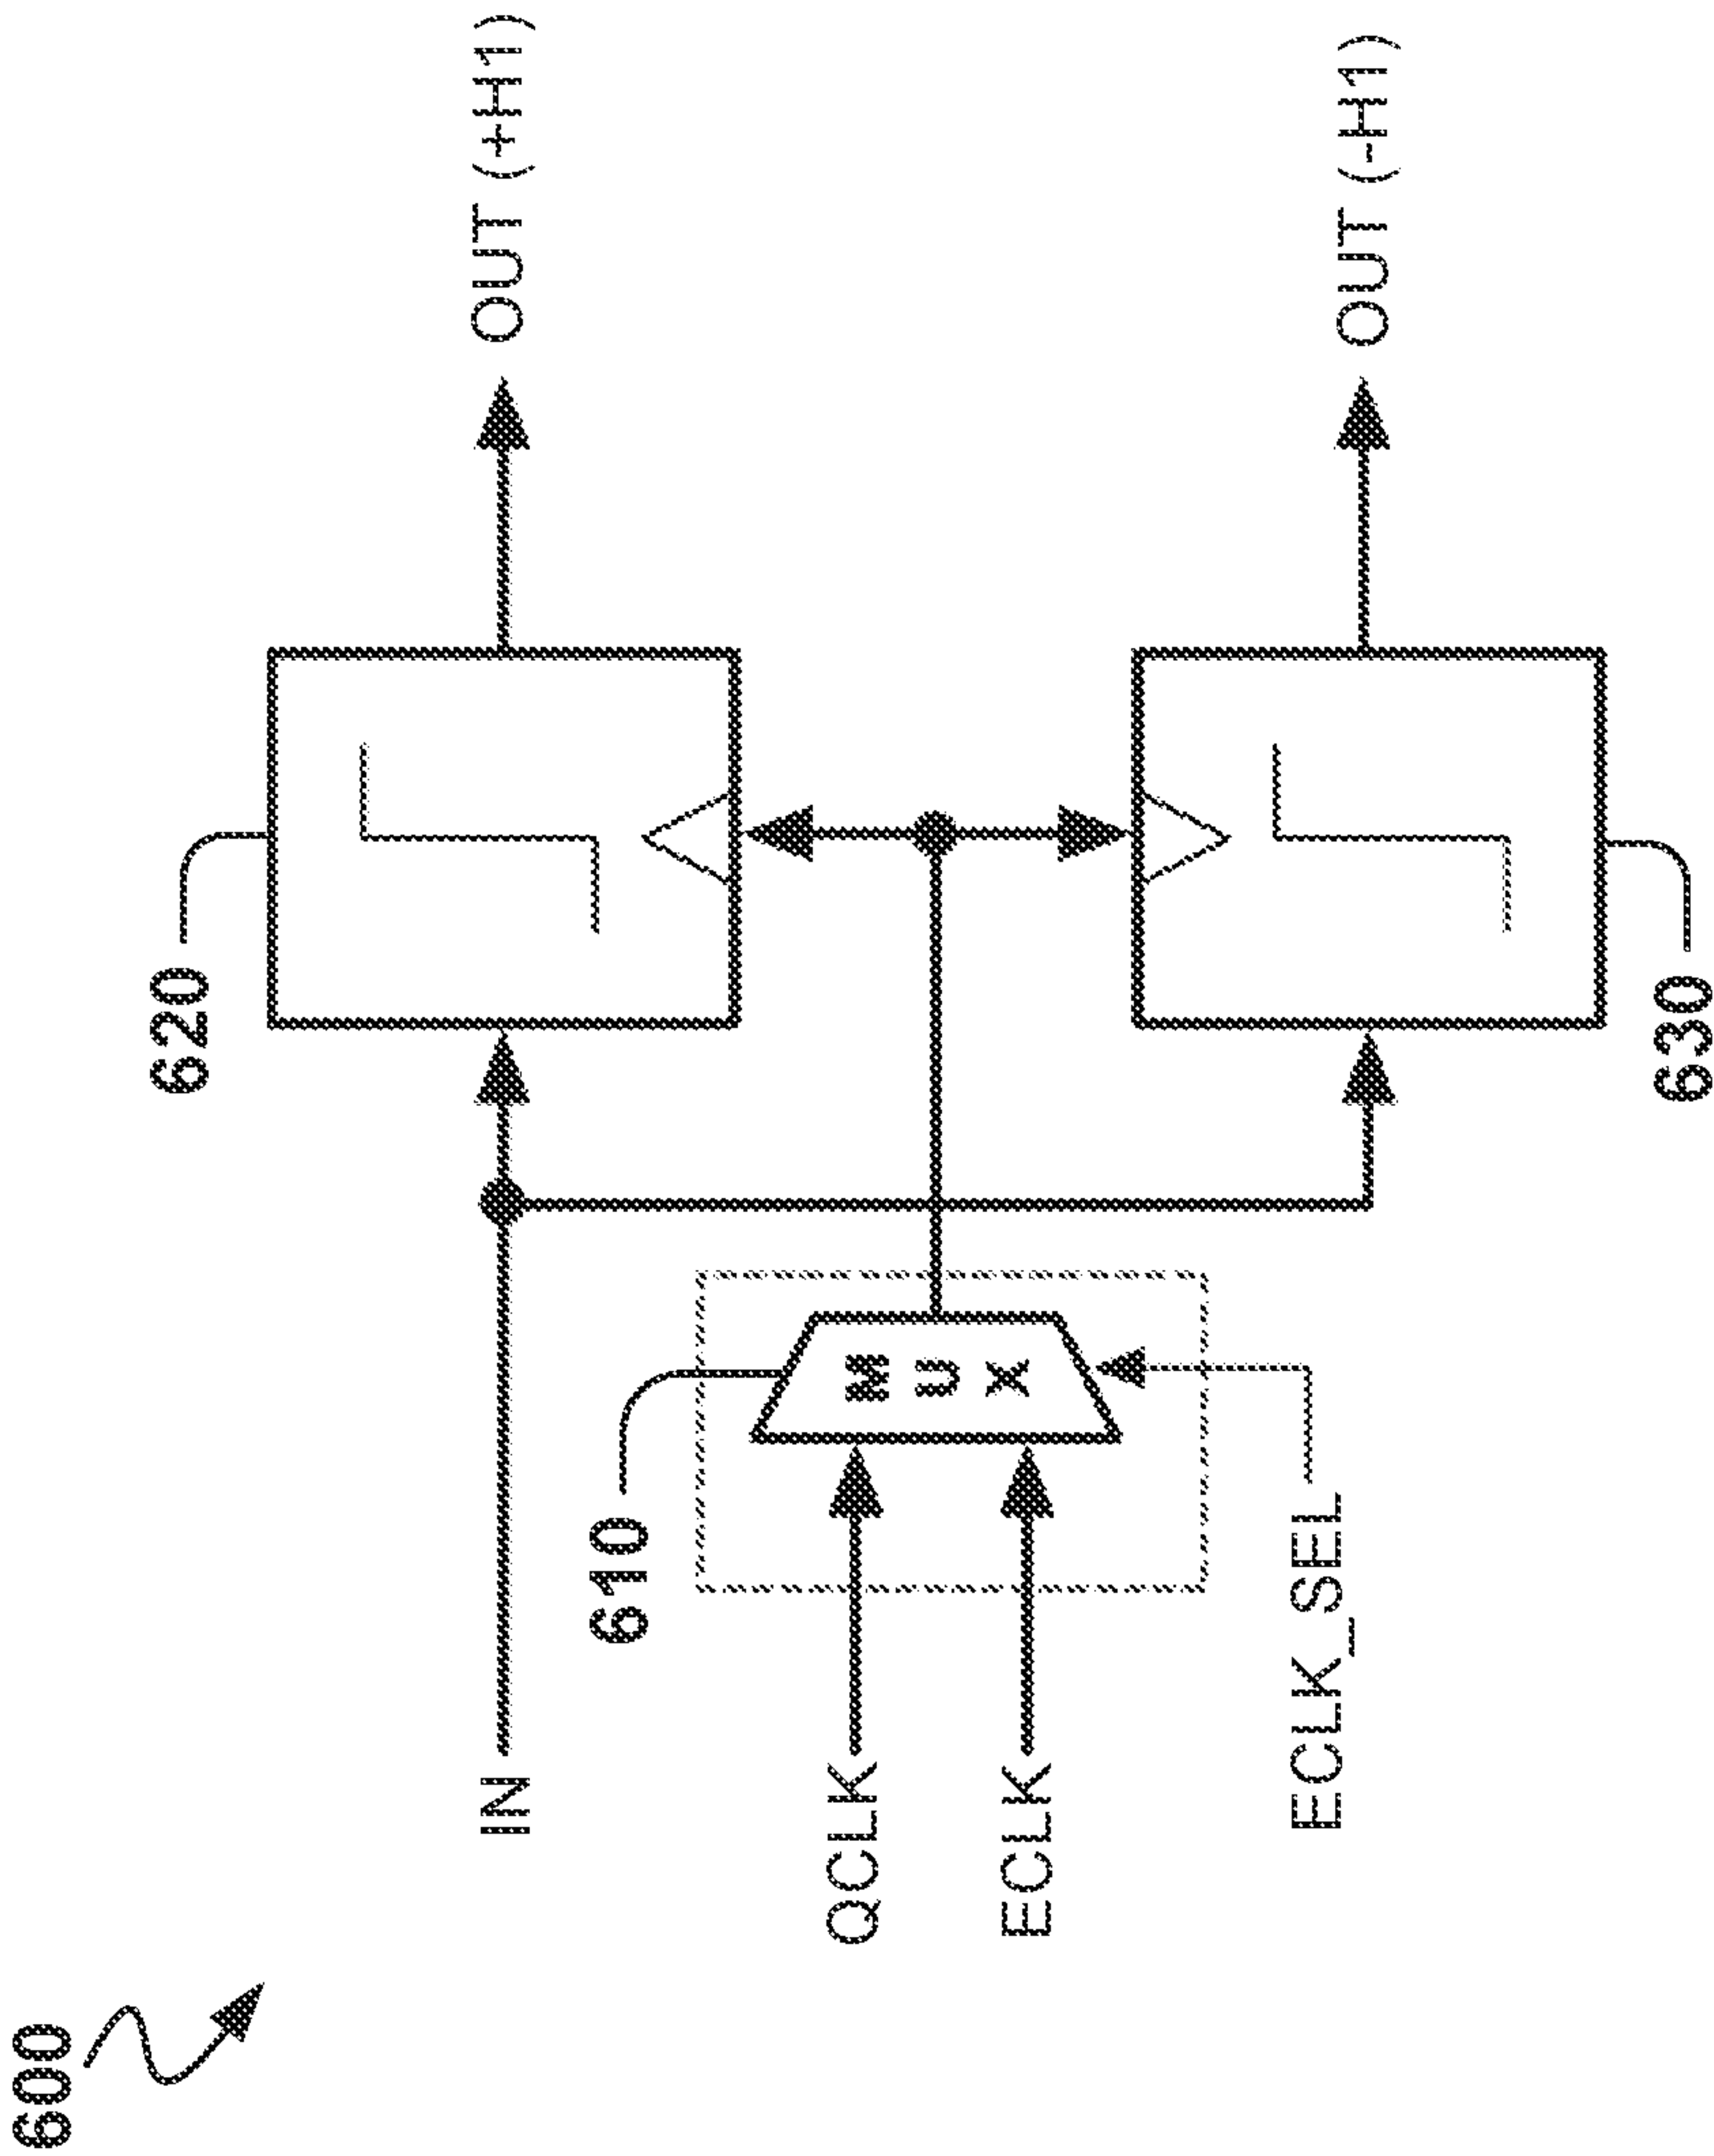 600
620
IN
OUT (+H1)
610
QCLK
MUX
ECLK
ECLK_SEL
OUT (-H1)
630